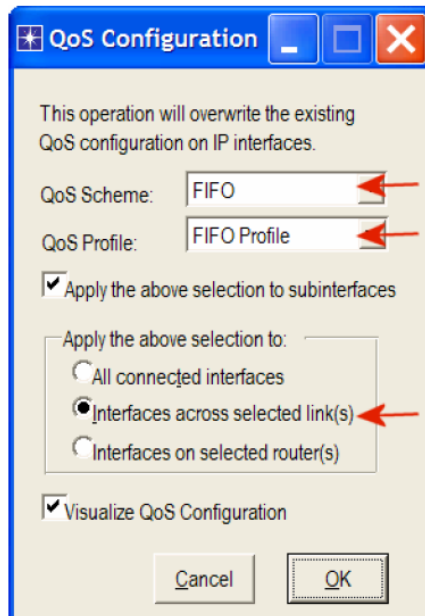 QoS Configuration
This operation will overwrite the existing
QoS configuration on IP interfaces.
QoS Scheme: FIFO
QoS Profile: FIFO Profile
Apply the above selection to subinterfaces
Apply the above selection to:
All connected interfaces
Interfaces across selected link(s)
Interfaces on selected router(s)
Visualize QoS Configuration
Cancel OK